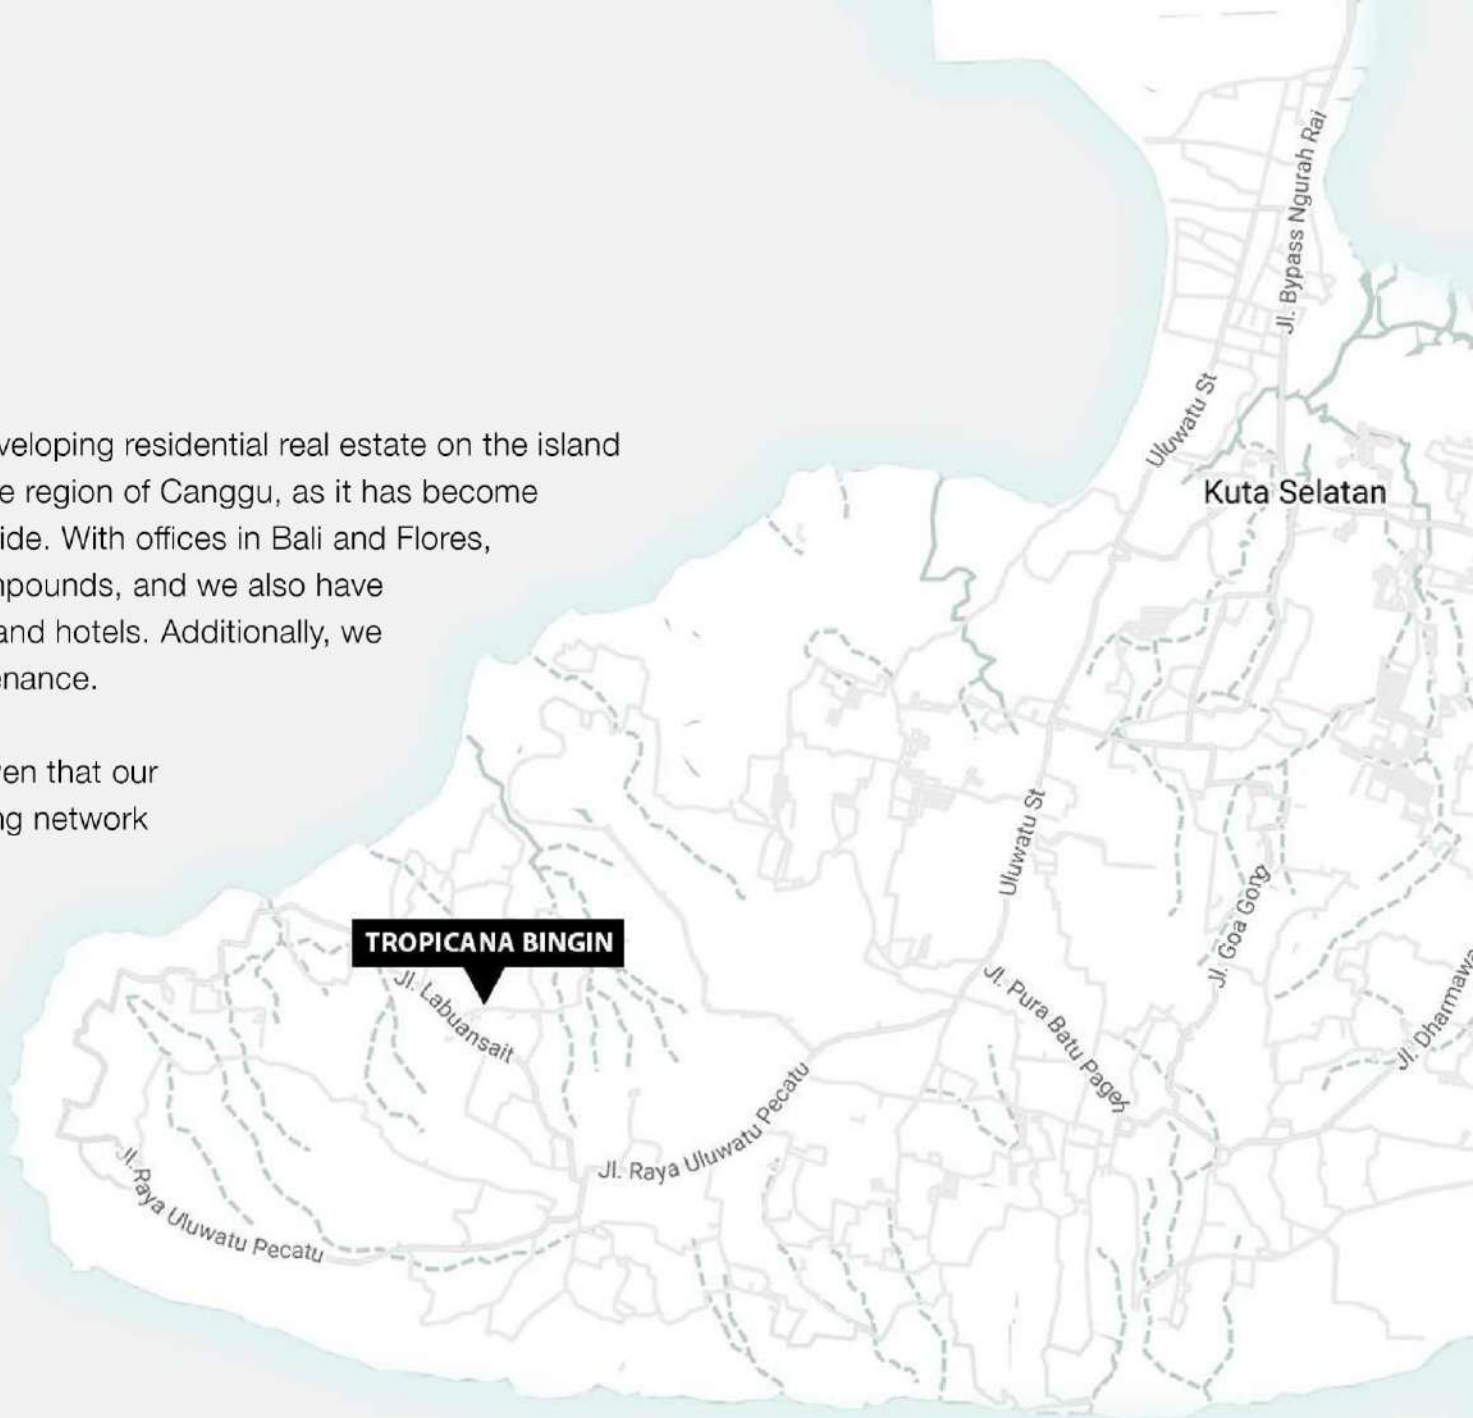 veloping residential real estate on the island
e region of Canggu, as it has become
ide. With offices in Bali and Flores,
npounds, and we also have
and hotels. Additionally, we
enance.
en that our
ng network
Jl. Bypass Ngurah Rai
Uluwatu St
Kuta Selatan
Uluwatu St
Jl. Goa Gong
TROPICANA BINGIN
Jl. Labuansait
Jl. Pura Batu Pageh
Jl. Dharmawa
Jl. Raya Uluwatu Pecatu
Jl. Raya Uluwatu Pecatu